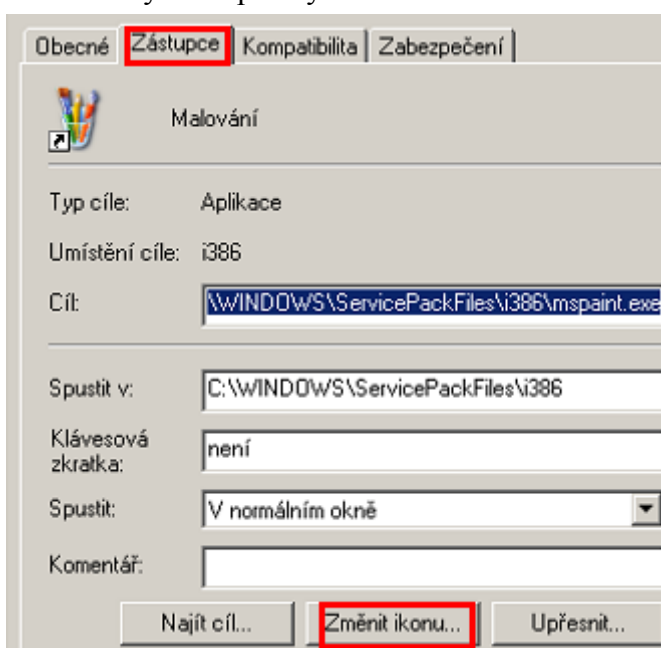 Obecné Zástupce Kompatibilita Zabezpečení
Malování
Typ cíle: Aplikace
Umístění cíle: i386
Cíl: \WINDOWS\ServicePackFiles\i386\mspaint.exe
Spustit v: C:\WINDOWS\ServicePackFiles\i386
Klávesová
zkratka: není
Spustit: V normálním okně
Komentář:
Najít cíl... Změnit ikonu... Upřesnit...